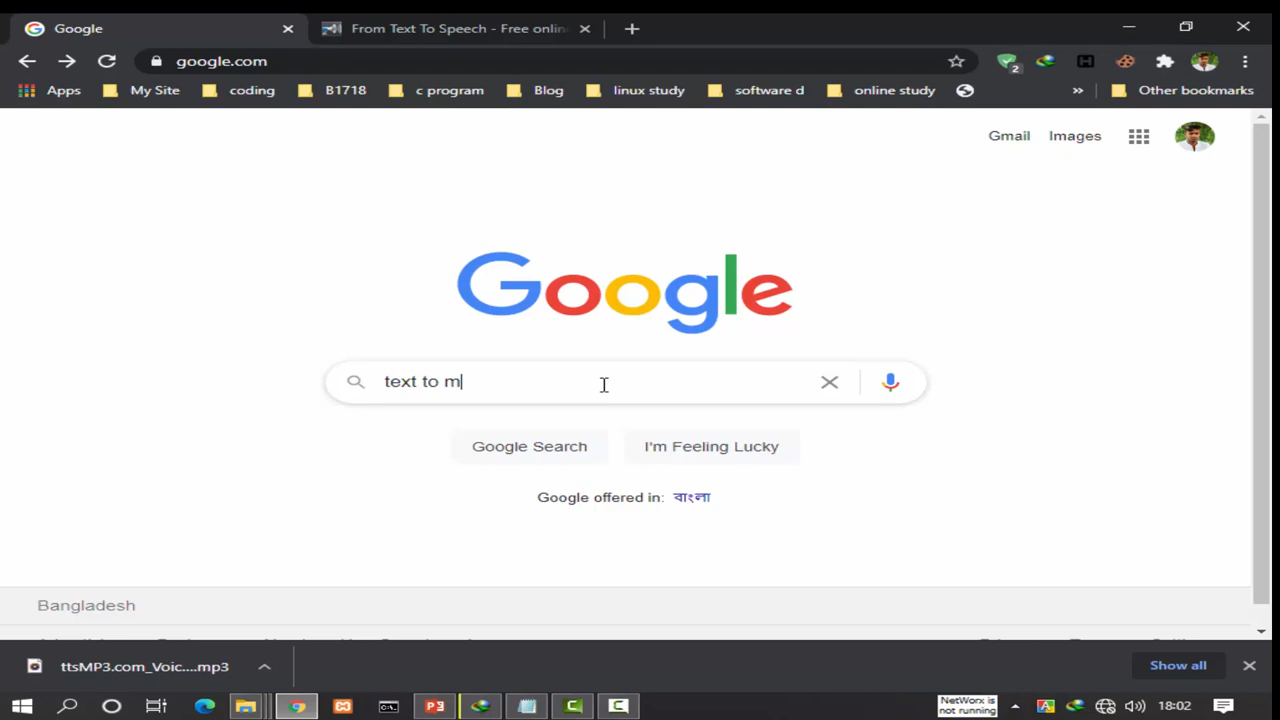 Google
From Text To Speech - Free onlin
google.com
2
Apps
My Site
coding
B1718
c program
Blog
linux study
software d
online study
»
Other bookmarks
Gmail
Images
Google
text to m
Google Search
I'm Feeling Lucky
Google offered in: বাংলা
Bangladesh
ttsMP3.com_Voic....mp3
Show all
NetWorx is
not running
18:02